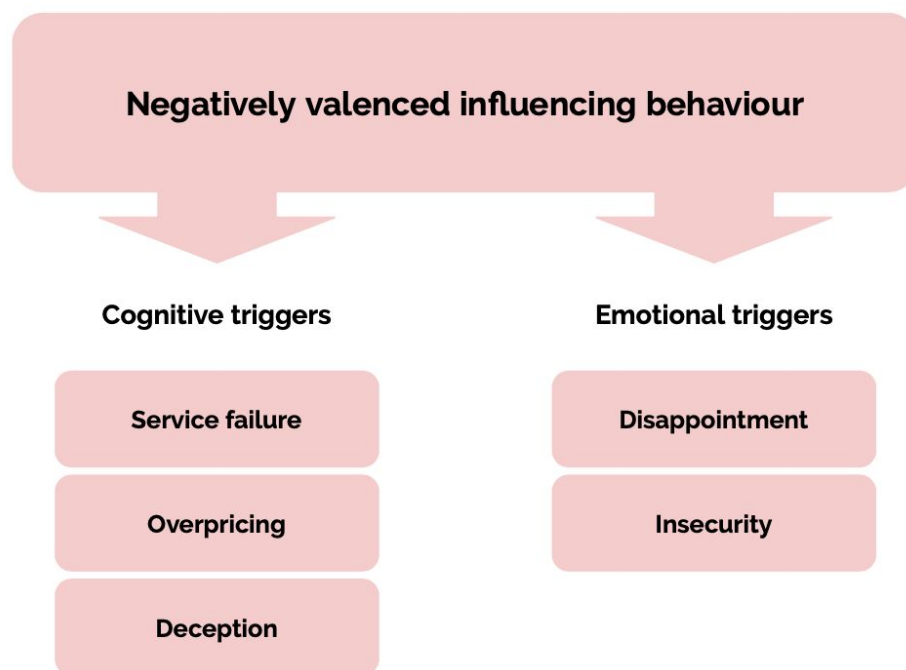 Negatively valenced influencing behaviour
Cognitive triggers
Service failure
Overpricing
Deception
Emotional triggers
Disappointment
Insecurity